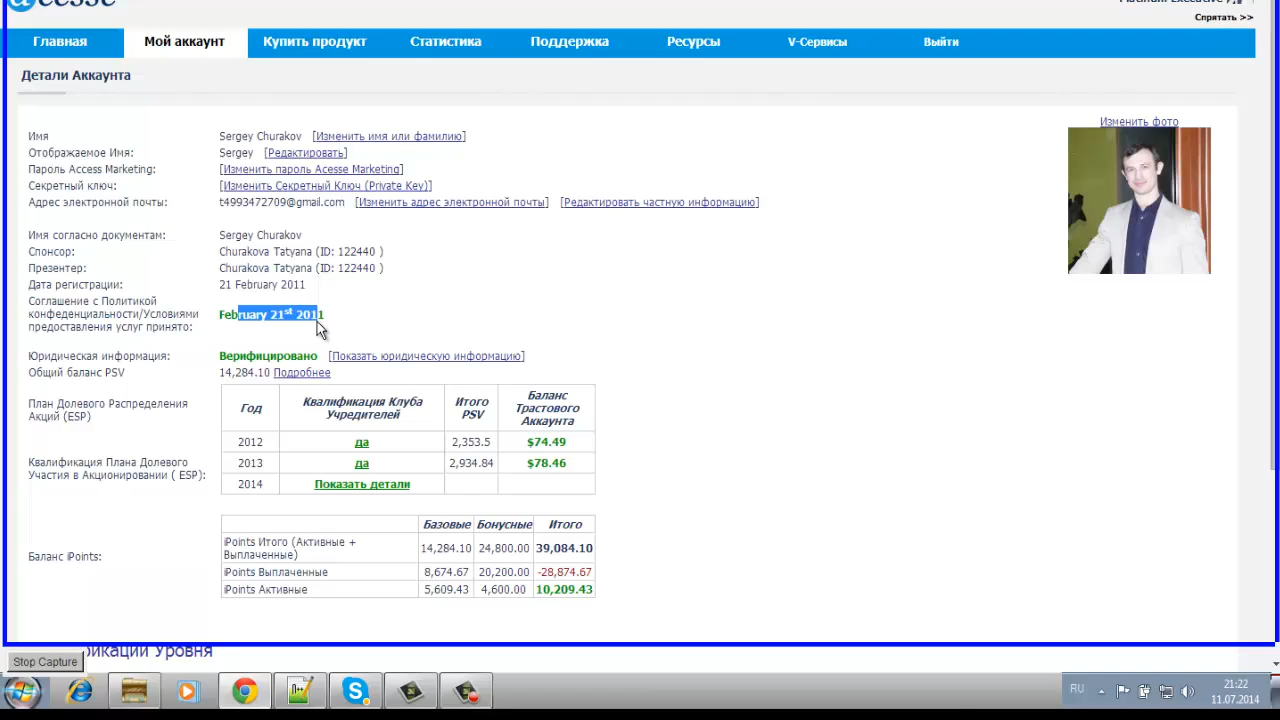 Platinum Executive
Спрятать >>
Главная Мой аккаунт Купить продукт Статистика Поддержка Ресурсы V-Сервисы Выйти
Детали Аккаунта
Изменить фото
Имя Sergey Churakov [Изменить имя или фамилию]
Отображаемое Имя: Sergey [Редактировать]
Пароль Access Marketing: [Изменить пароль Acesse Marketing]
Секретный ключ: [Изменить Секретный Ключ (Private Key)]
Адрес электронной почты: t4993472709@gmail.com [Изменить адрес электронной почты] [Редактировать частную информацию]
Имя согласно документам: Sergey Churakov
Спонсор: Churakova Tatyana (ID: 122440 )
Презентер: Churakova Tatyana (ID: 122440 )
Дата регистрации: 21 February 2011
Соглашение с Политикой
конфеденциальности/Условиями
предоставления услуг принято:
February 21st 2011
Юридическая информация: Верифицировано [Показать юридическую информацию]
Общий баланс PSV 14,284.10 Подробнее
План Долевого Распределения
Акций (ESP)
Год Квалификация Клуба Учредителей Итого PSV Баланс Трастового Аккаунта
2012 да 2,353.5 $74.49
Квалификация Плана Долевого
Участия в Акционировании ( ESP):
2013 да 2,934.84 $78.46
2014 Показать детали
Базовые Бонусные Итого
Баланс iPoints:
iPoints Итого (Активные +
Выплаченные) 14,284.10 24,800.00 39,084.10
iPoints Выплаченные 8,674.67 20,200.00 -28,874.67
iPoints Активные 5,609.43 4,600.00 10,209.43
фикации Уровня
Stop Capture
RU
21:22
11.07.2014